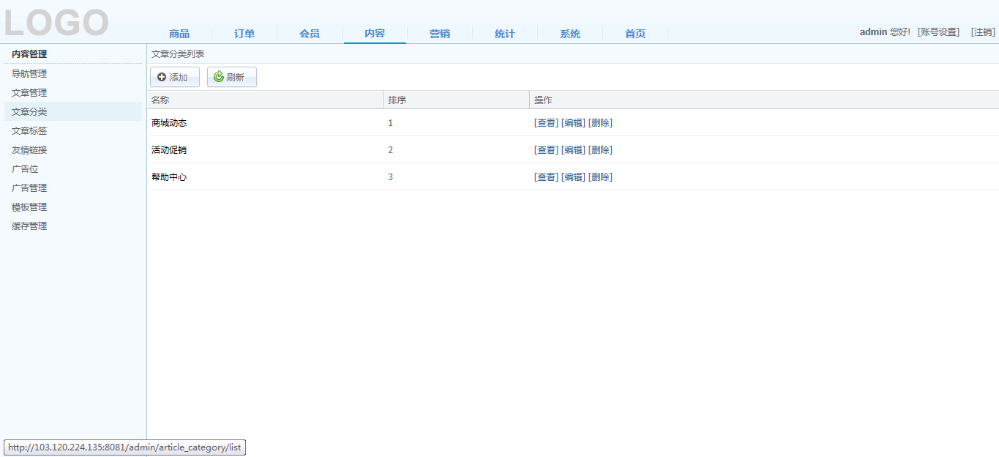 LOGO
商品 订单 会员 内容 营销 统计 系统 首页 admin 您好! [账号设置] [注销]
内容管理
导航管理
文章管理
文章分类
文章标签
友情链接
广告位
广告管理
模板管理
缓存管理
文章分类列表
添加 刷新
名称 排序 操作
商城动态 1 [查看] [编辑] [删除]
活动促销 2 [查看] [编辑] [删除]
帮助中心 3 [查看] [编辑] [删除]
http://103.120.224.135:8081/admin/article_category/list